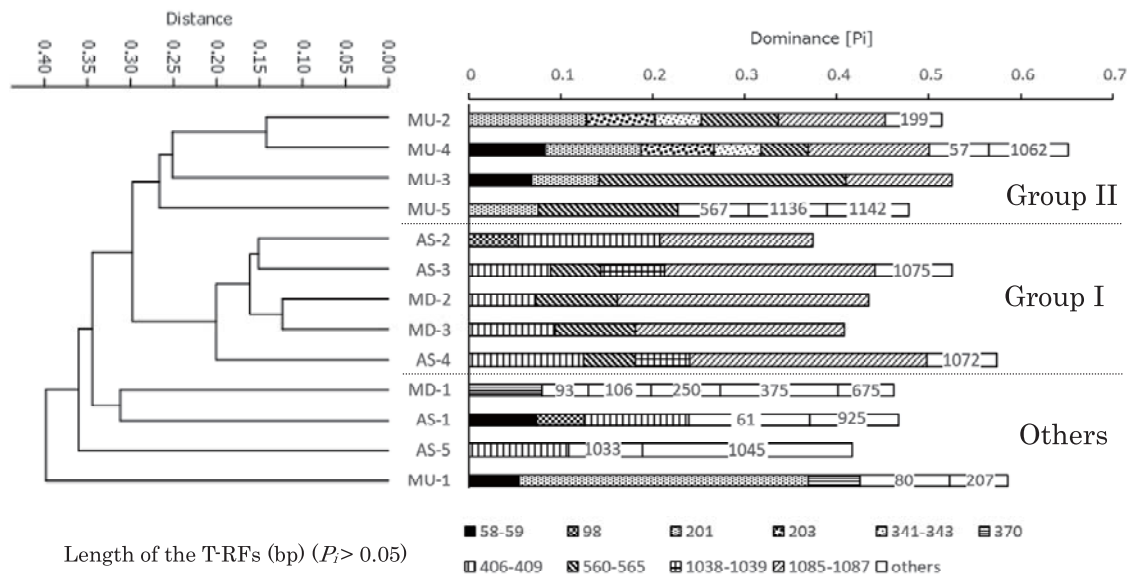 Distance
Dominance [Pi]
0.40 0.35 0.30 0.25 0.20 0.15 0.10 0.05 0.00
0 0.1 0.2 0.3 0.4 0.5 0.6 0.7
MU-2 199
MU-4 57 1062
MU-3
Group II
MU-5 567 1136 1142
AS-2
AS-3 1075
MD-2
Group I
MD-3
AS-4 1072
MD-1 93 106 250 375 675
AS-1 61 925
Others
AS-5 1033 1045
MU-1 80 207
58-59 98 201 203 341-343 370
Length of the T-RFs (bp) (Pi> 0.05)
406-409 560-565 1038-1039 1085-1087 others